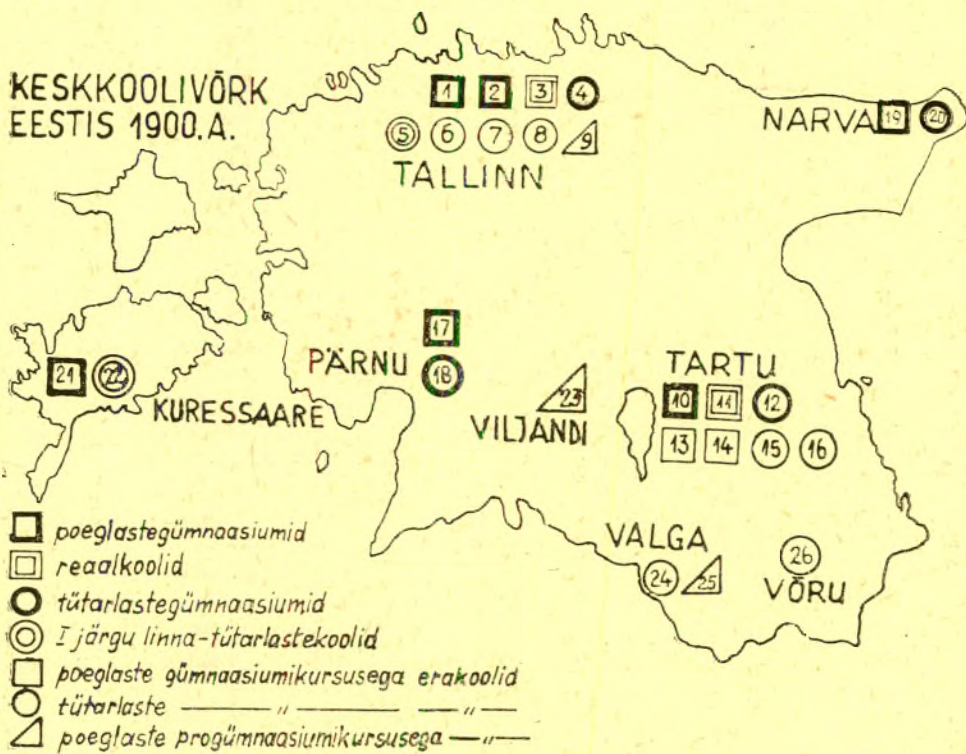 KESKKOOLIVÕRK
EESTIS 1900.A.
1 2 3 4
5 6 7 8 9
TALLINN
NARVA 19 20
17
PÄRNU 18
21 22
KURESSAARE
23
VILJANDI
TARTU
10 11 12
13 14 15 16
VALGA
24 25
26
VÕRU
poeglastegümnaasiumid
reaalkoolid
tütarlastegümnaasiumid
I järgu linna-tütarlastekoolid
poeglaste gümnaasiumikursusega erakoolid
tütarlaste — " — — " —
poeglaste progümnaasiumikursusega — " —